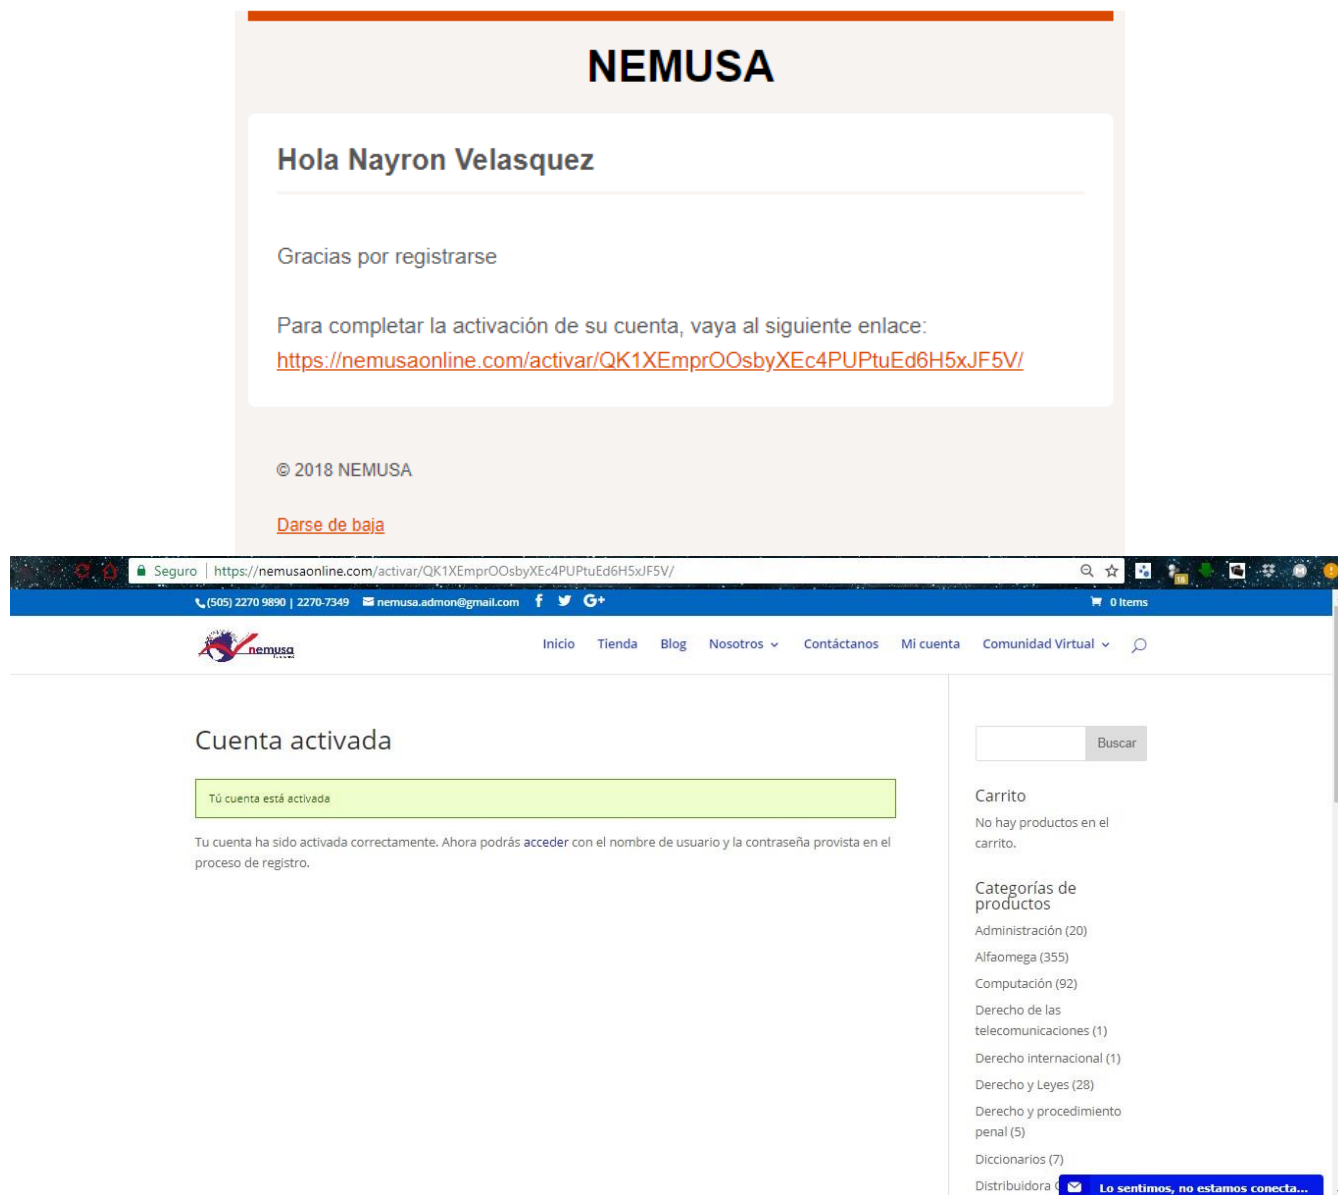 NEMUSA
Hola Nayron Velasquez
Gracias por registrarse
Para completar la activación de su cuenta, vaya al siguiente enlace:
https://nemusaonline.com/activar/QK1XEmprOOsbyXEc4PUPtuEd6H5xJF5V/
© 2018 NEMUSA
Darse de baja
Seguro | https://nemusaonline.com/activar/QK1XEmprOOsbyXEc4PUPtuEd6H5xJF5V/
18
(505) 2270 9890 | 2270-7349 nemusa.admon@gmail.com G+ 0 Items
nemusa Inicio Tienda Blog Nosotros Contáctanos Mi cuenta Comunidad Virtual
Cuenta activada
Tú cuenta está activada
Tu cuenta ha sido activada correctamente. Ahora podrás acceder con el nombre de usuario y la contraseña provista en el
proceso de registro.
Buscar
Carrito
No hay productos en el
carrito.
Categorías de
productos
Administración (20)
Alfaomega (355)
Computación (92)
Derecho de las
telecomunicaciones (1)
Derecho internacional (1)
Derecho y Leyes (28)
Derecho y procedimiento
penal (5)
Diccionarios (7)
Distribuidora
Lo sentimos, no estamos conecta...